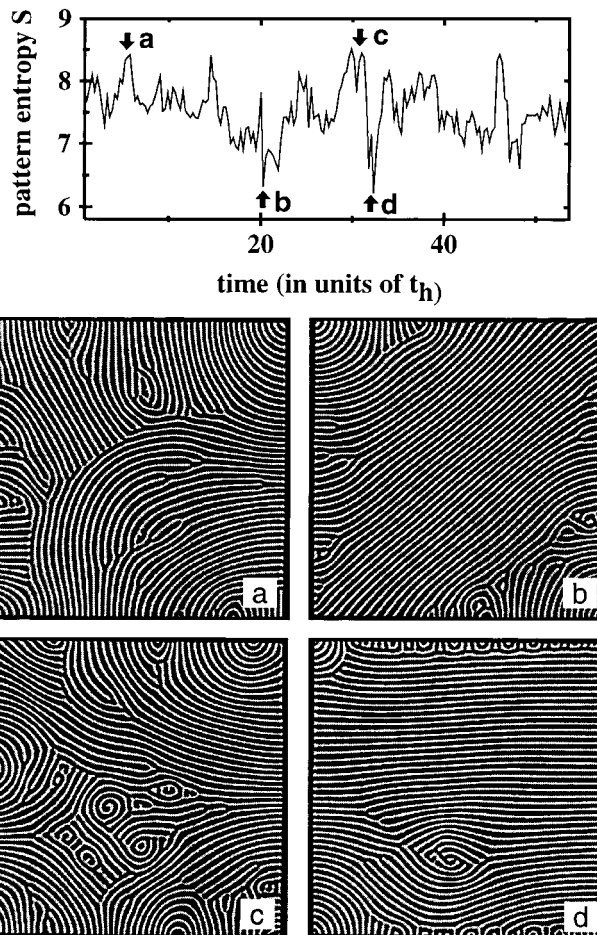 pattern entropy S
9
8
7
6
a
c
b
d
20
40
time (in units of th)
a
b
c
d